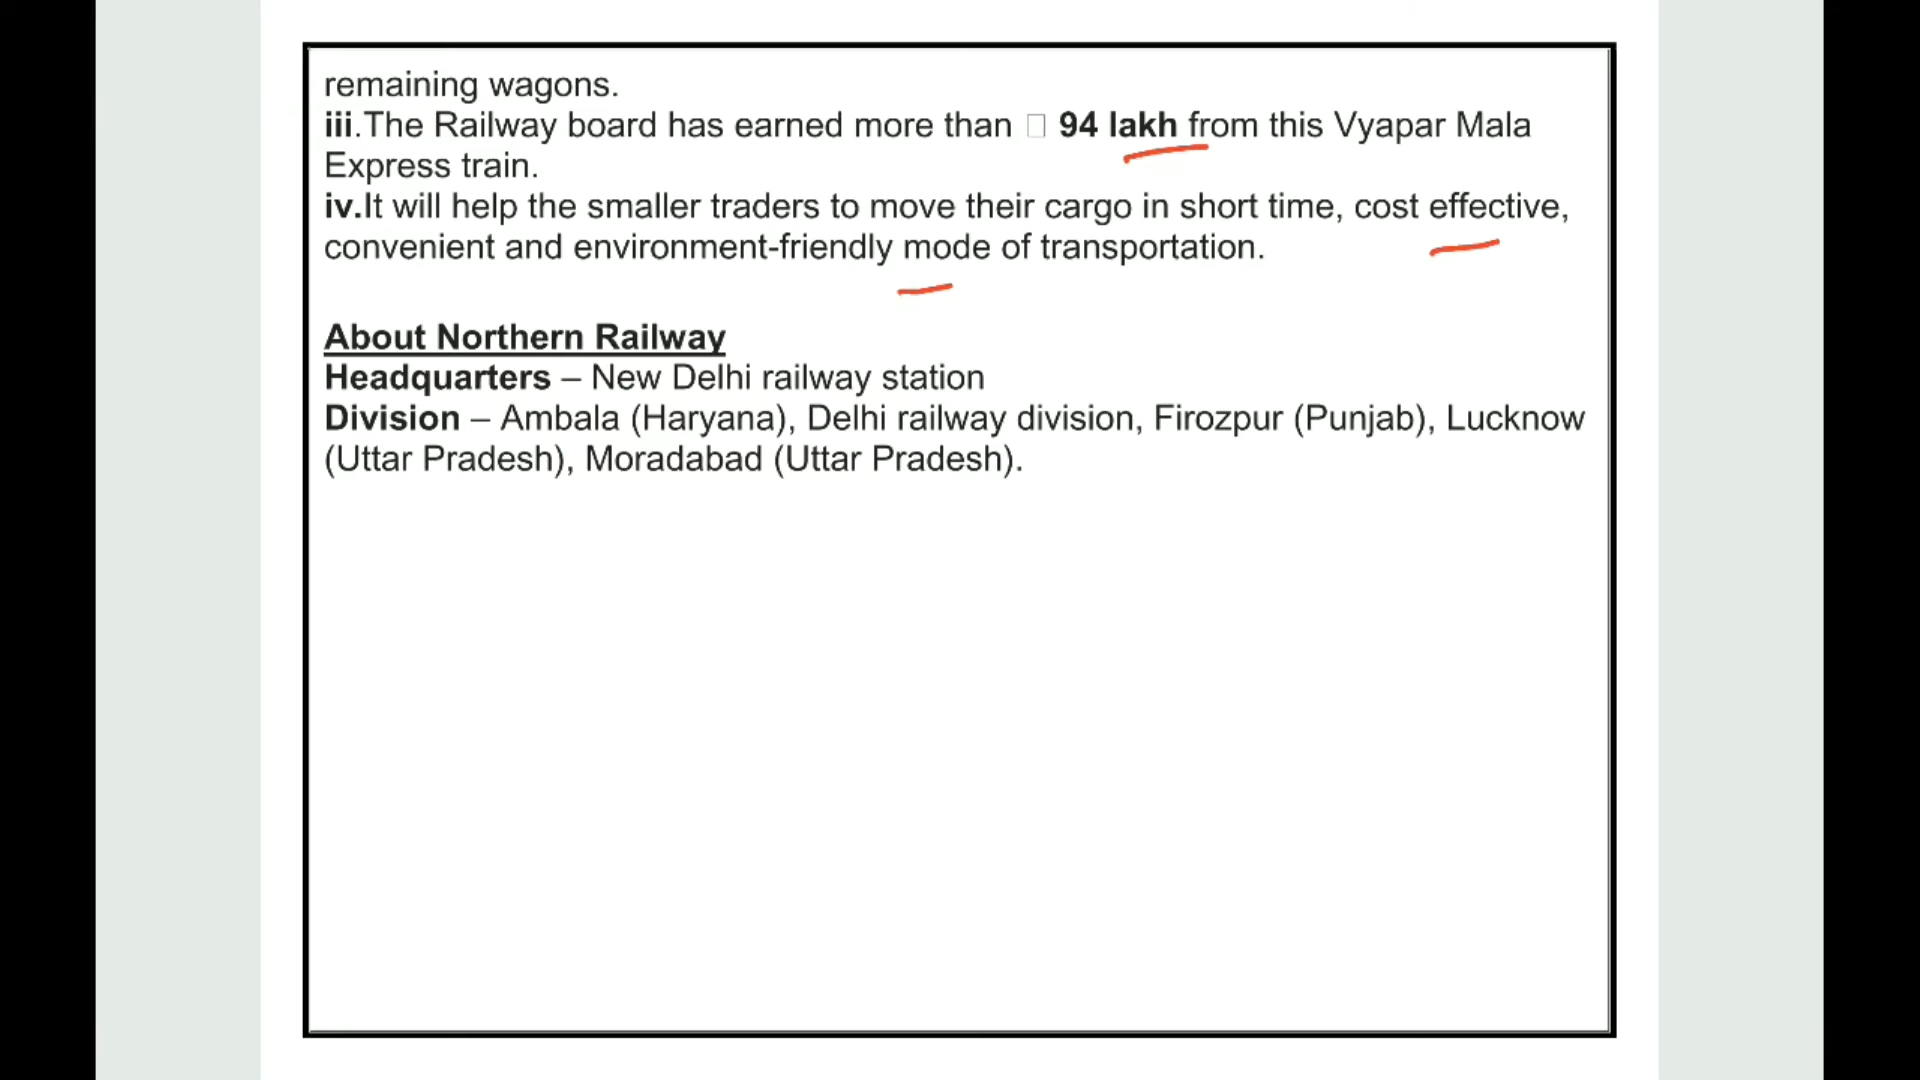 remaining wagons.
iii.The Railway board has earned more than 94 lakh from this Vyapar Mala
Express train.
iv.It will help the smaller traders to move their cargo in short time, cost effective,
convenient and environment-friendly mode of transportation.
About Northern Railway
Headquarters – New Delhi railway station
Division – Ambala (Haryana), Delhi railway division, Firozpur (Punjab), Lucknow
(Uttar Pradesh), Moradabad (Uttar Pradesh).